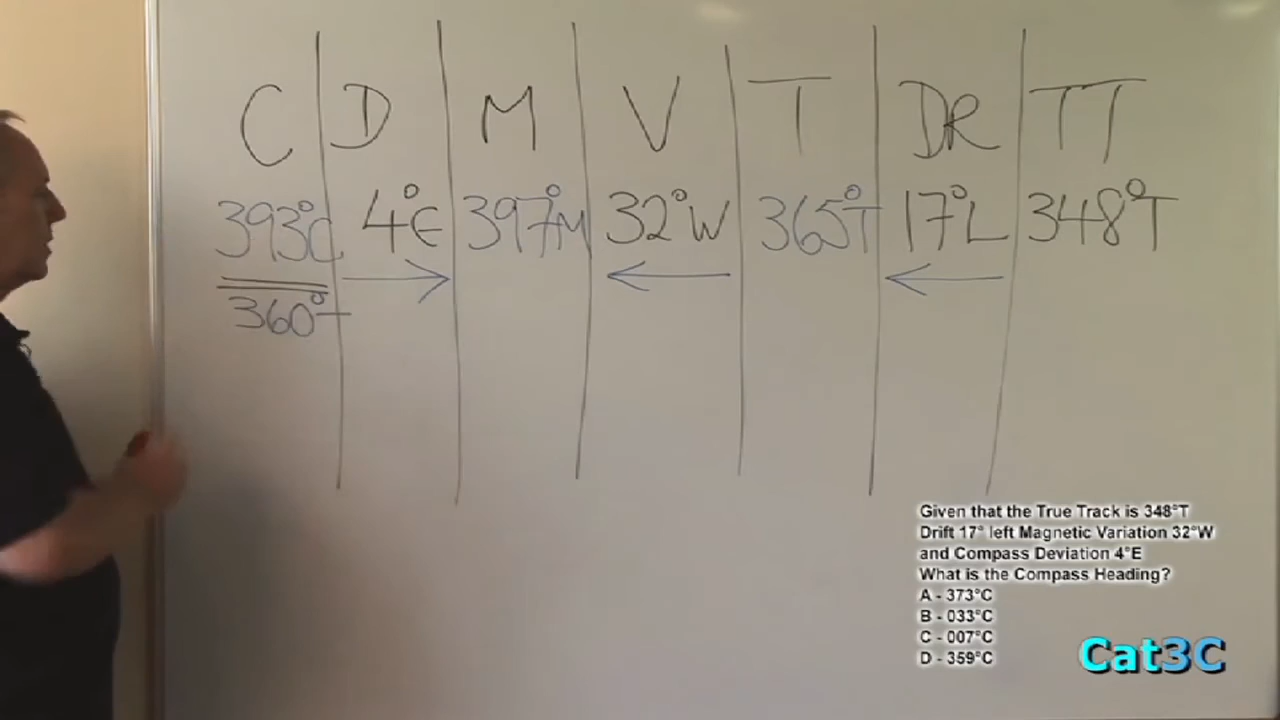 C D M V T DR TT
393°C 4°E 397°M 32°W 365°T 17°L 348°T
360°
Given that the True Track is 348°T
Drift 17° left Magnetic Variation 32°W
and Compass Deviation 4°E
What is the Compass Heading?
A - 373°C
B - 033°C
C - 007°C
D - 359°C
Cat3C